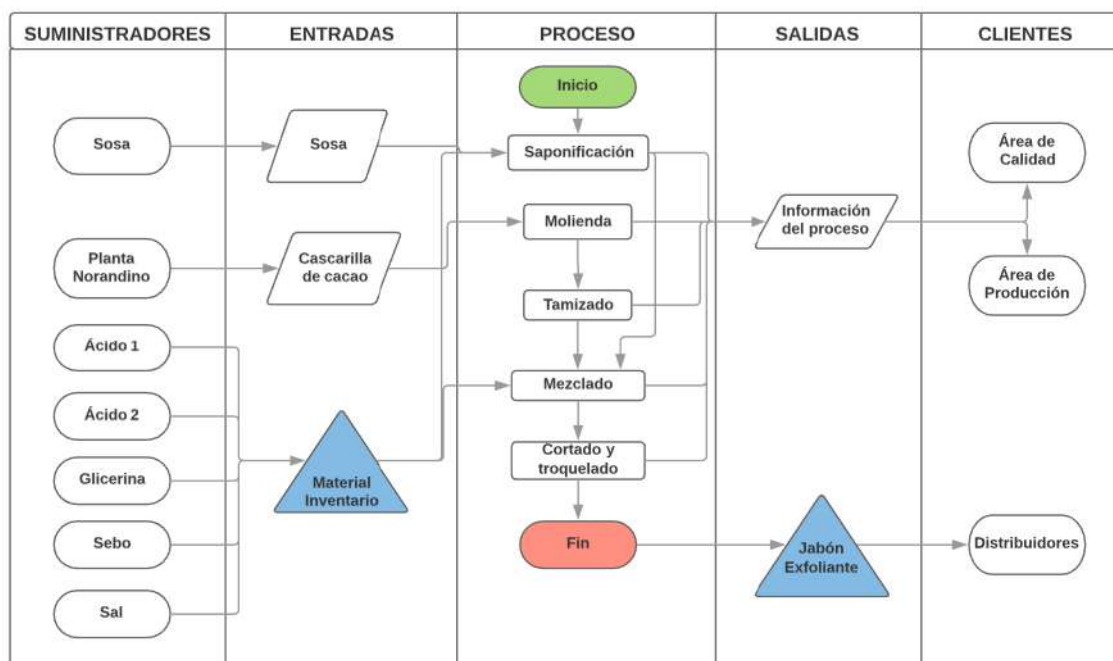 SUMINISTRADORES
ENTRADAS
PROCESO
SALIDAS
CLIENTES
Sosa
Planta
Norandino
Ácido 1
Ácido 2
Glicerina
Sebo
Sal
Sosa
Cascarilla
de cacao
Material
Inventario
Inicio
Saponificación
Molienda
Tamizado
Mezclado
Cortado y
troquelado
Fin
Información
del proceso
Jabón
Exfoliante
Área de
Calidad
Área de
Producción
Distribuidores